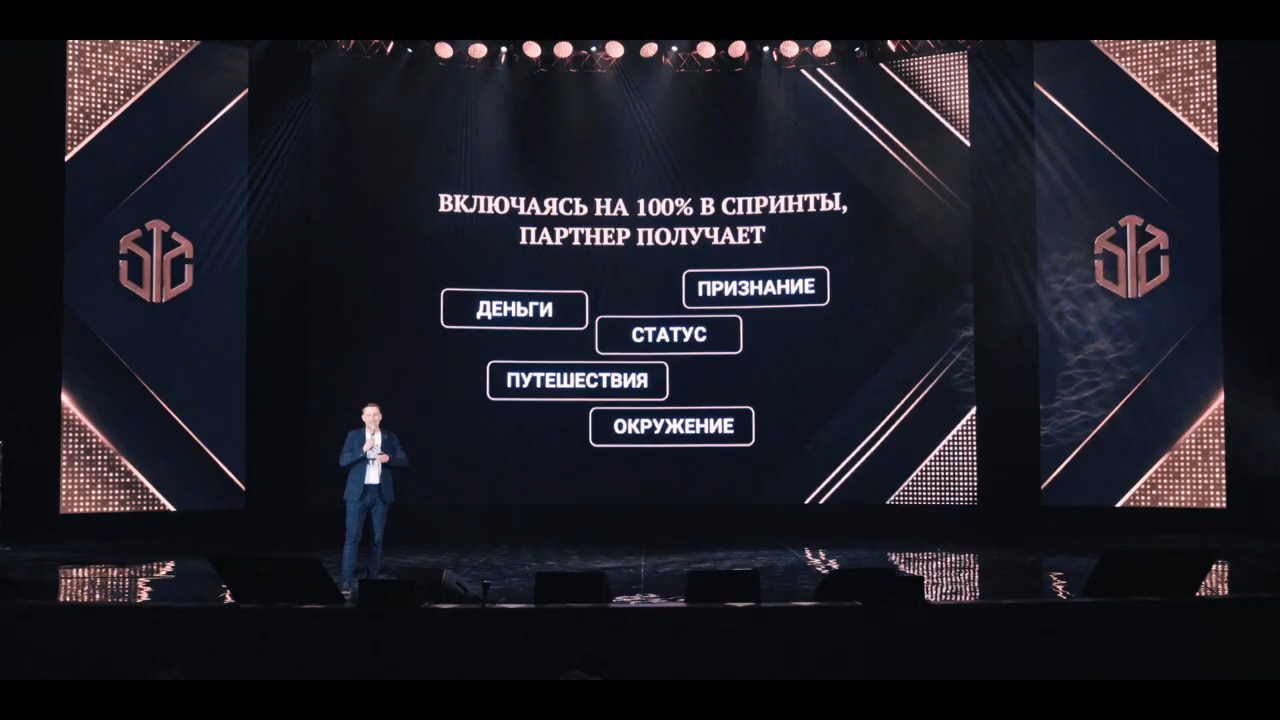 ВКЛЮЧАЯСЬ НА 100% В СПРИНТЫ,
ПАРТНЕР ПОЛУЧАЕТ
ПРИЗНАНИЕ
ДЕНЬГИ
СТАТУС
ПУТЕШЕСТВИЯ
ОКРУЖЕНИЕ